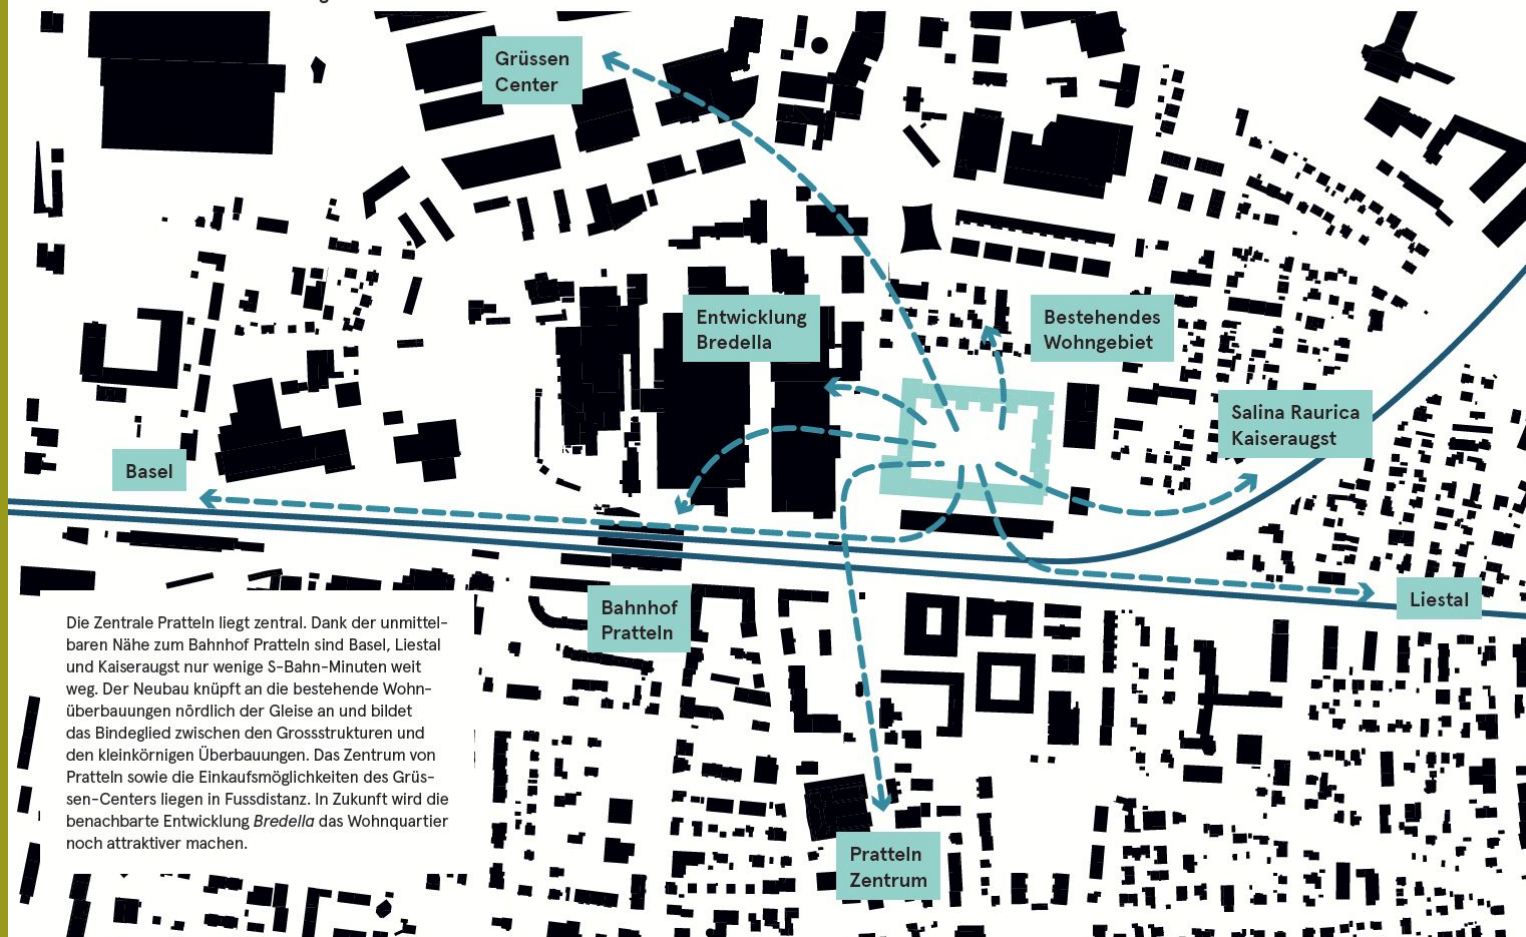 Grüssen
Center
Entwicklung
Bredella
Bestehendes
Wohngebiet
Salina Raurica
Kaiseraugst
Basel
Liestal
Bahnhof
Pratteln
Die Zentrale Pratteln liegt zentral. Dank der unmittel-
baren Nähe zum Bahnhof Pratteln sind Basel, Liestal
und Kaiseraugst nur wenige S-Bahn-Minuten weit
weg. Der Neubau knüpft an die bestehende Wohn-
überbauungen nördlich der Gleise an und bildet
das Bindeglied zwischen den Grossstrukturen und
den kleinkörnigen Überbauungen. Das Zentrum von
Pratteln sowie die Einkaufsmöglichkeiten des Grüs-
sen-Centers liegen in Fussdistanz. In Zukunft wird die
benachbarte Entwicklung Bredella das Wohnquartier
noch attraktiver machen.
Pratteln
Zentrum